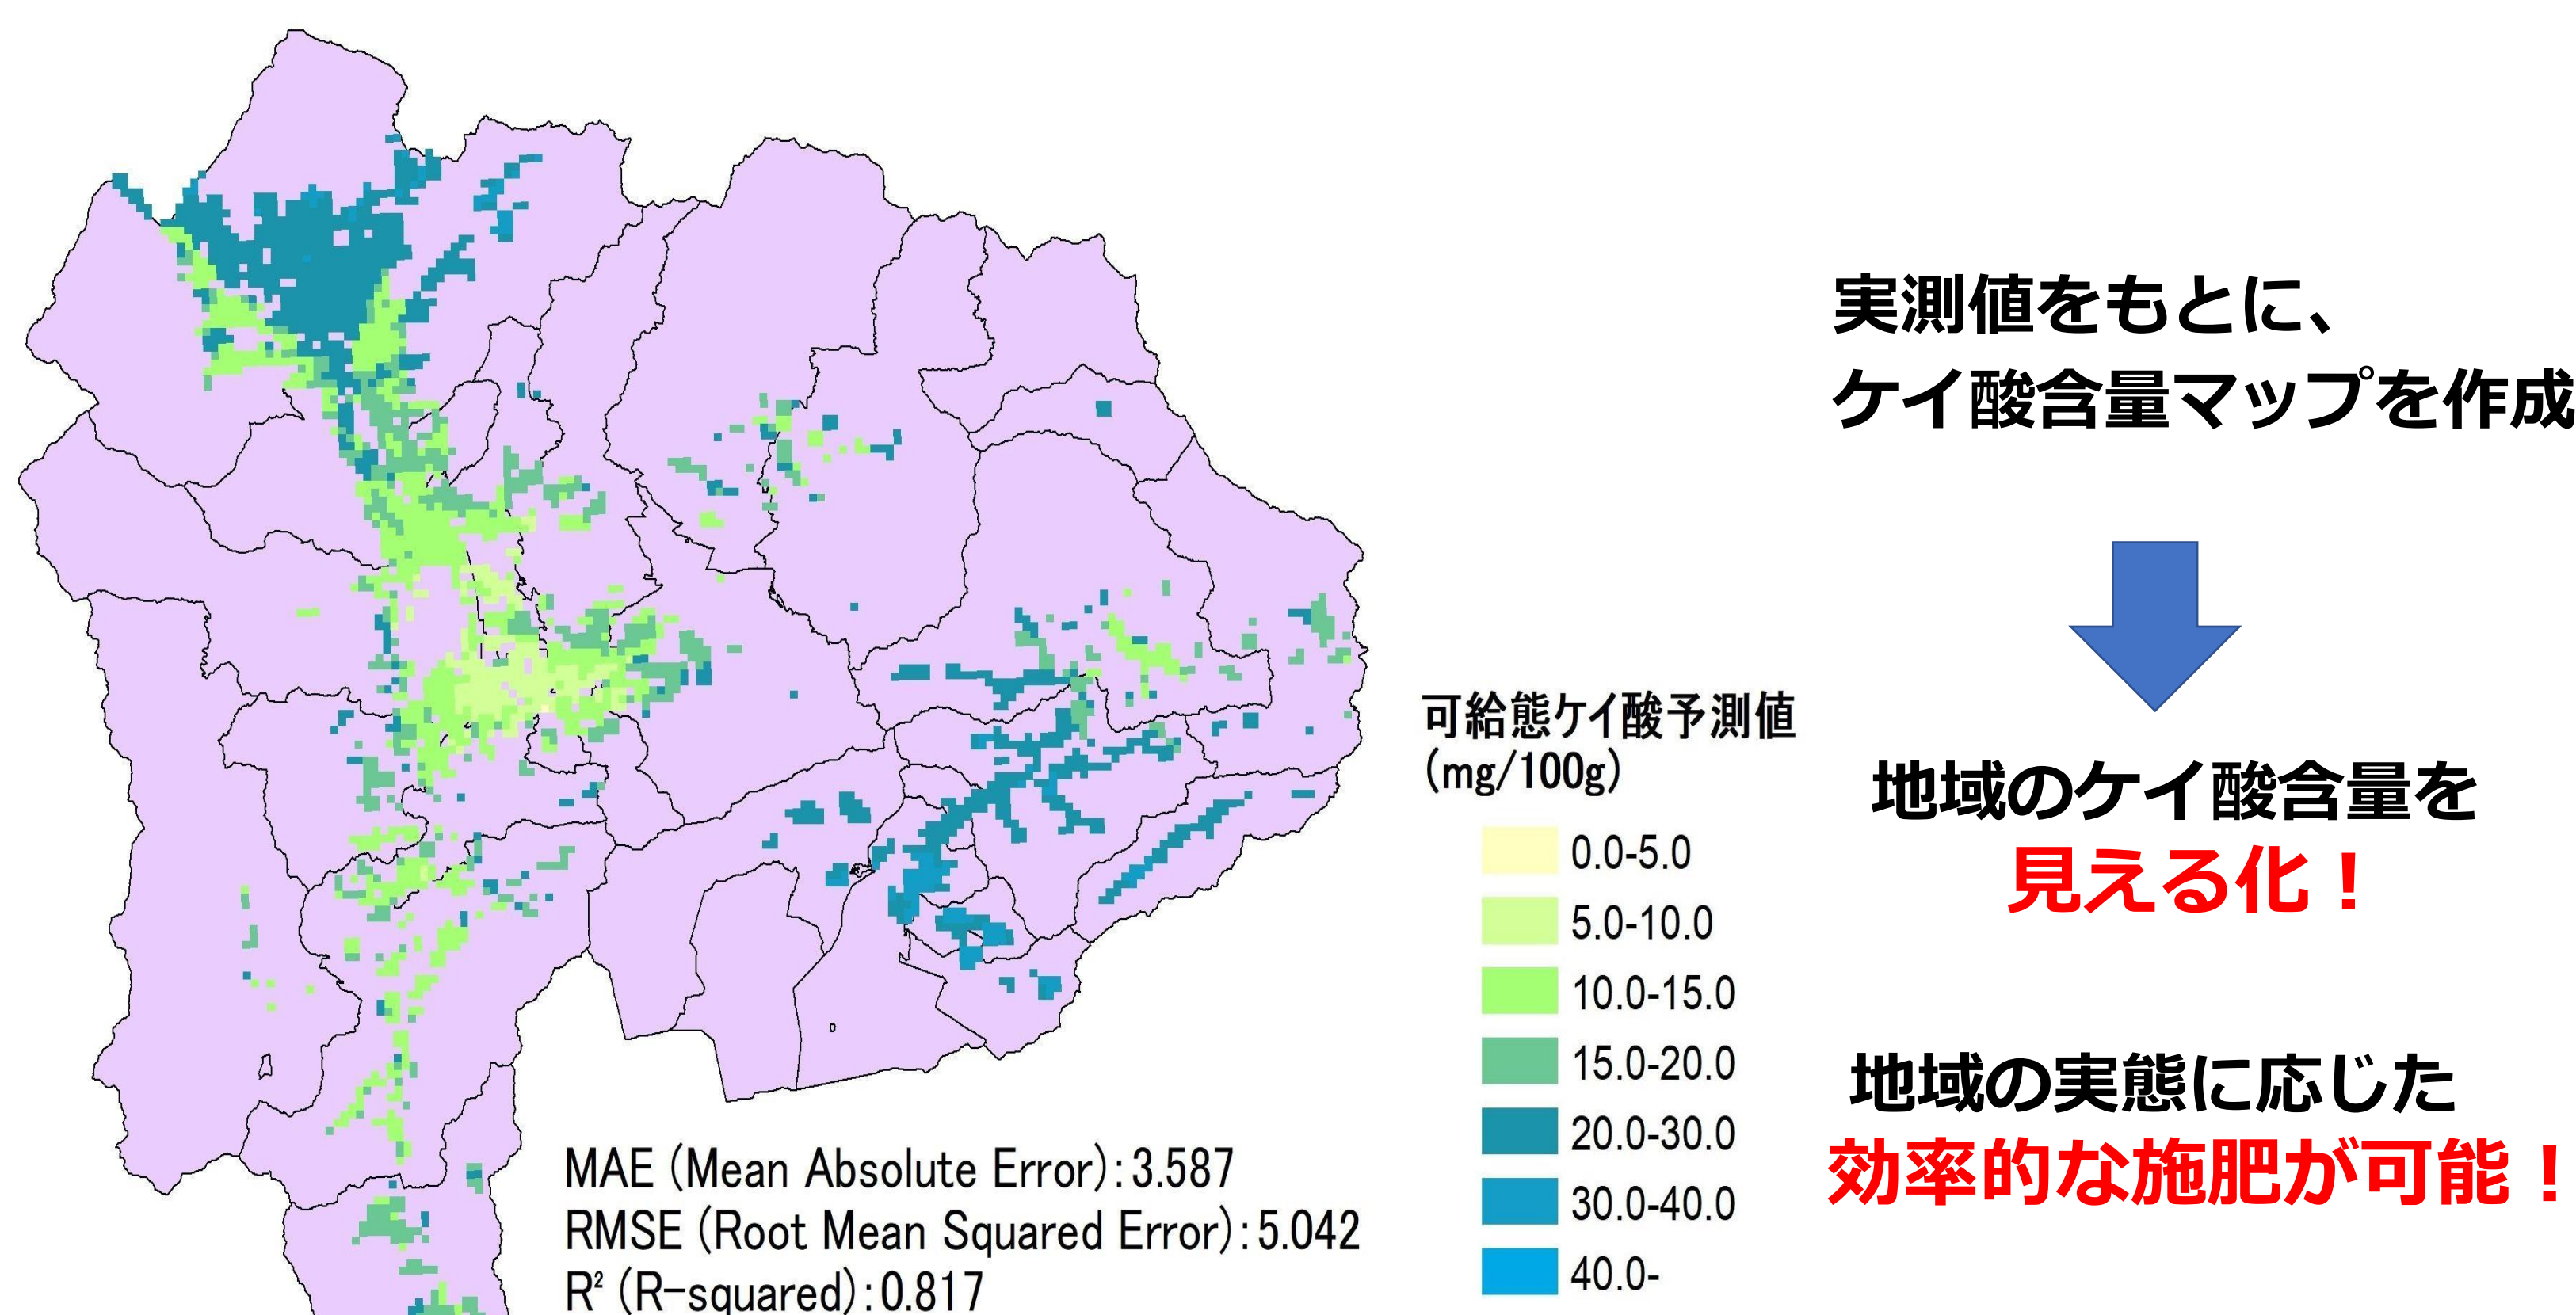 実測値をもとに、
ケイ酸含量マップを作成
地域のケイ酸含量を
見える化！
地域の実態に応じた
効率的な施肥が可能！
可給態ケイ酸予測値
(mg/100g)
0.0-5.0
5.0-10.0
10.0-15.0
15.0-20.0
20.0-30.0
30.0-40.0
40.0-
MAE (Mean Absolute Error):3.587
RMSE (Root Mean Squared Error):5.042
R² (R-squared):0.817